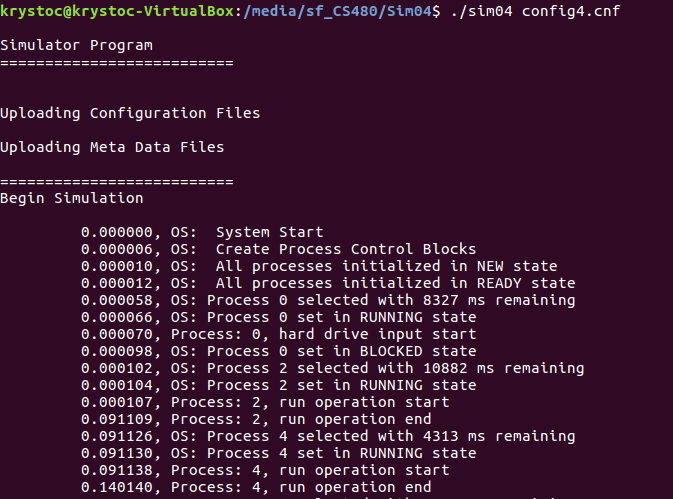 krystoc@krystoc-VirtualBox:/media/sf_CS480/Sim04$ ./sim04 config4.cnf
Simulator Program
==========================
Uploading Configuration Files
Uploading Meta Data Files
==========================
Begin Simulation
0.000000, OS:  System Start
0.000006, OS:  Create Process Control Blocks
0.000010, OS:  All processes initialized in NEW state
0.000012, OS:  All processes initialized in READY state
0.000058, OS: Process 0 selected with 8327 ms remaining
0.000066, OS: Process 0 set in RUNNING state
0.000070, Process: 0, hard drive input start
0.000098, OS: Process 0 set in BLOCKED state
0.000102, OS: Process 2 selected with 10882 ms remaining
0.000104, OS: Process 2 set in RUNNING state
0.000107, Process: 2, run operation start
0.091109, Process: 2, run operation end
0.091126, OS: Process 4 selected with 4313 ms remaining
0.091130, OS: Process 4 set in RUNNING state
0.091138, Process: 4, run operation start
0.140140, Process: 4, run operation end